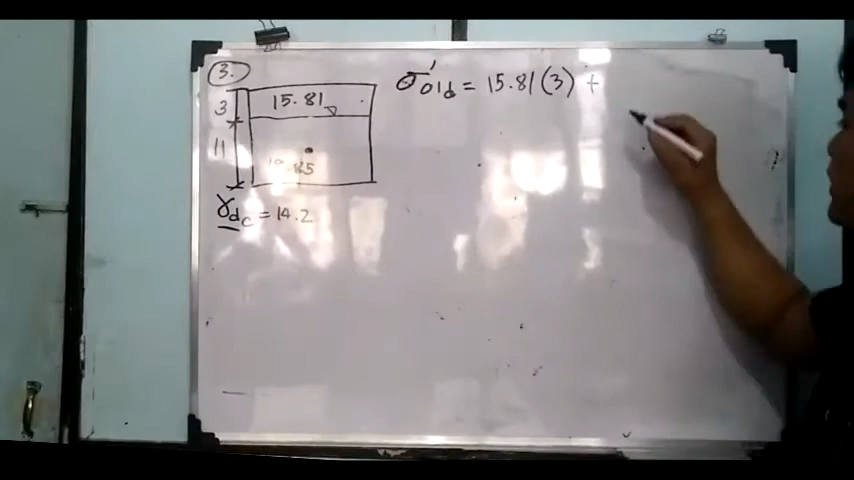 3.
σ'old = 15.81(3) +
3
15.81
11
γdc = 14.2